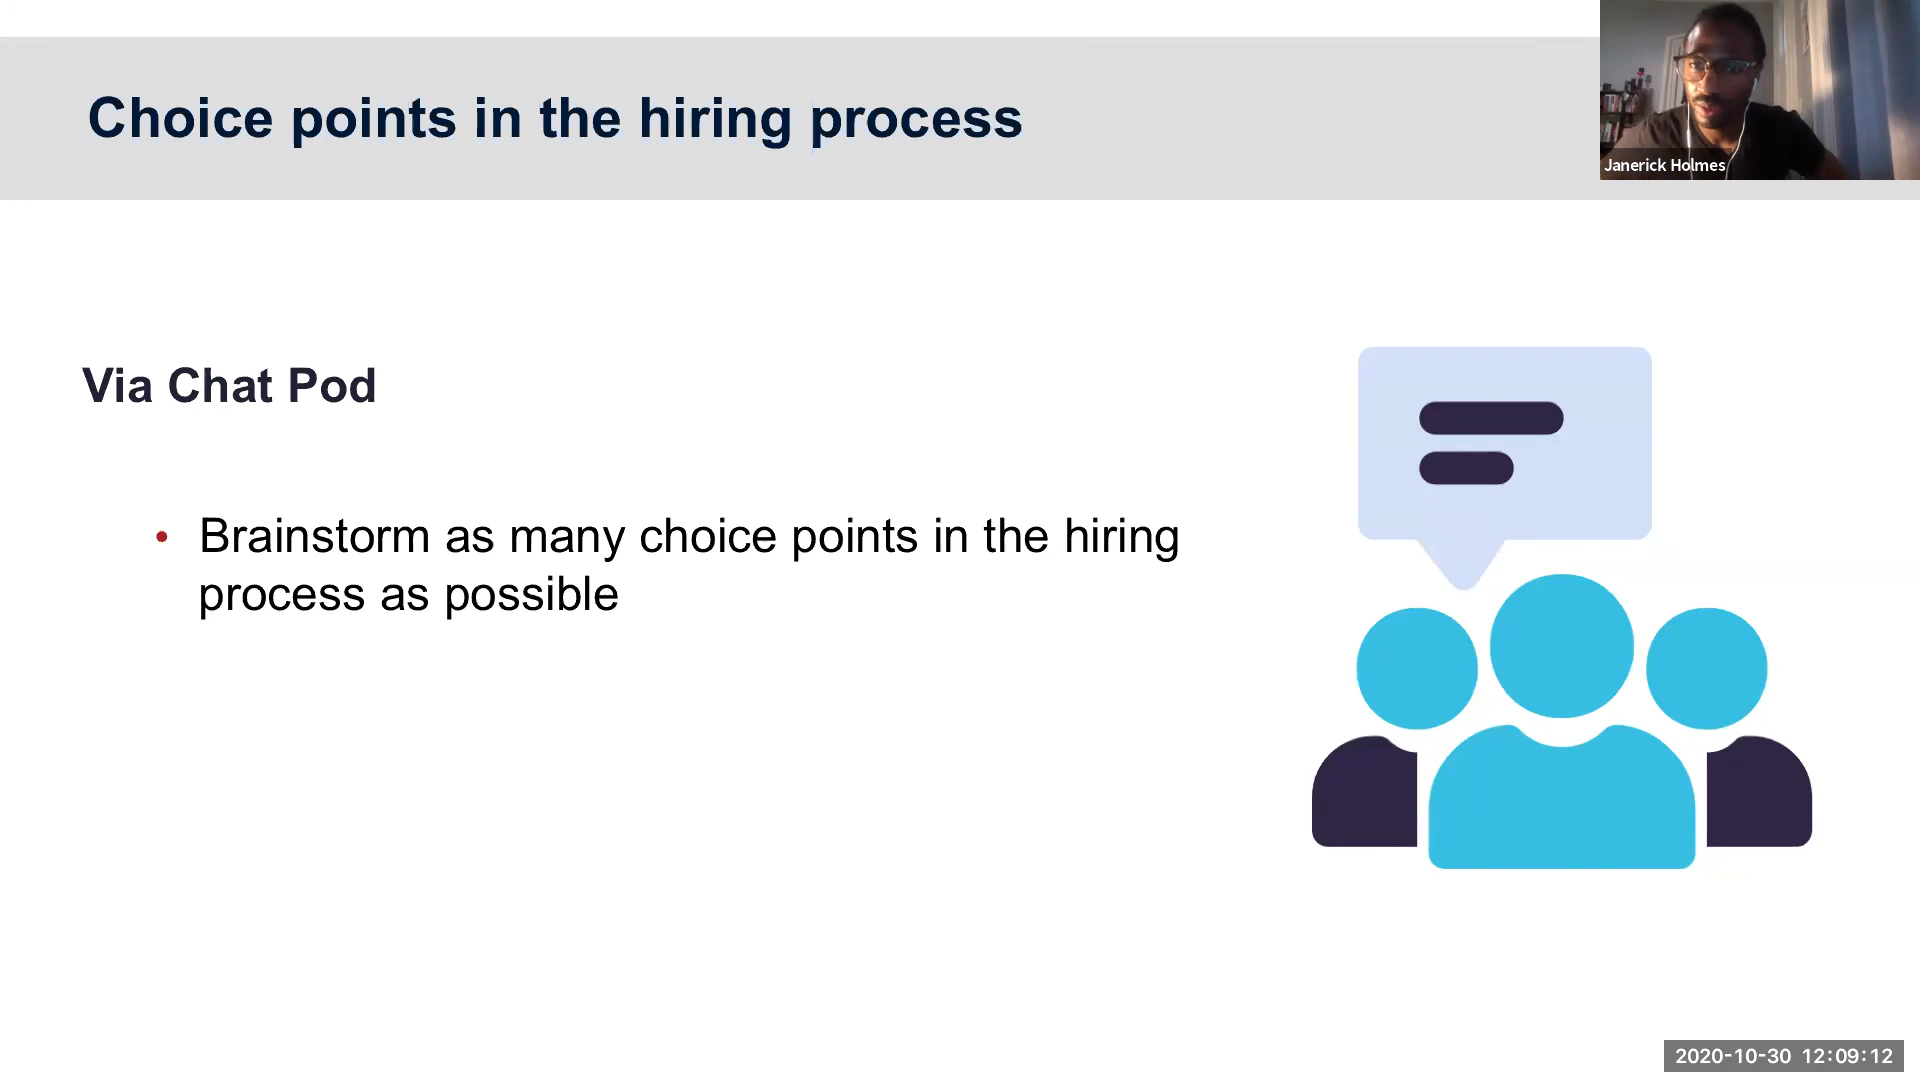 Choice points in the hiring process
Janerick Holmes
Via Chat Pod
• Brainstorm as many choice points in the hiring
process as possible
2020-10-30 12:09:12